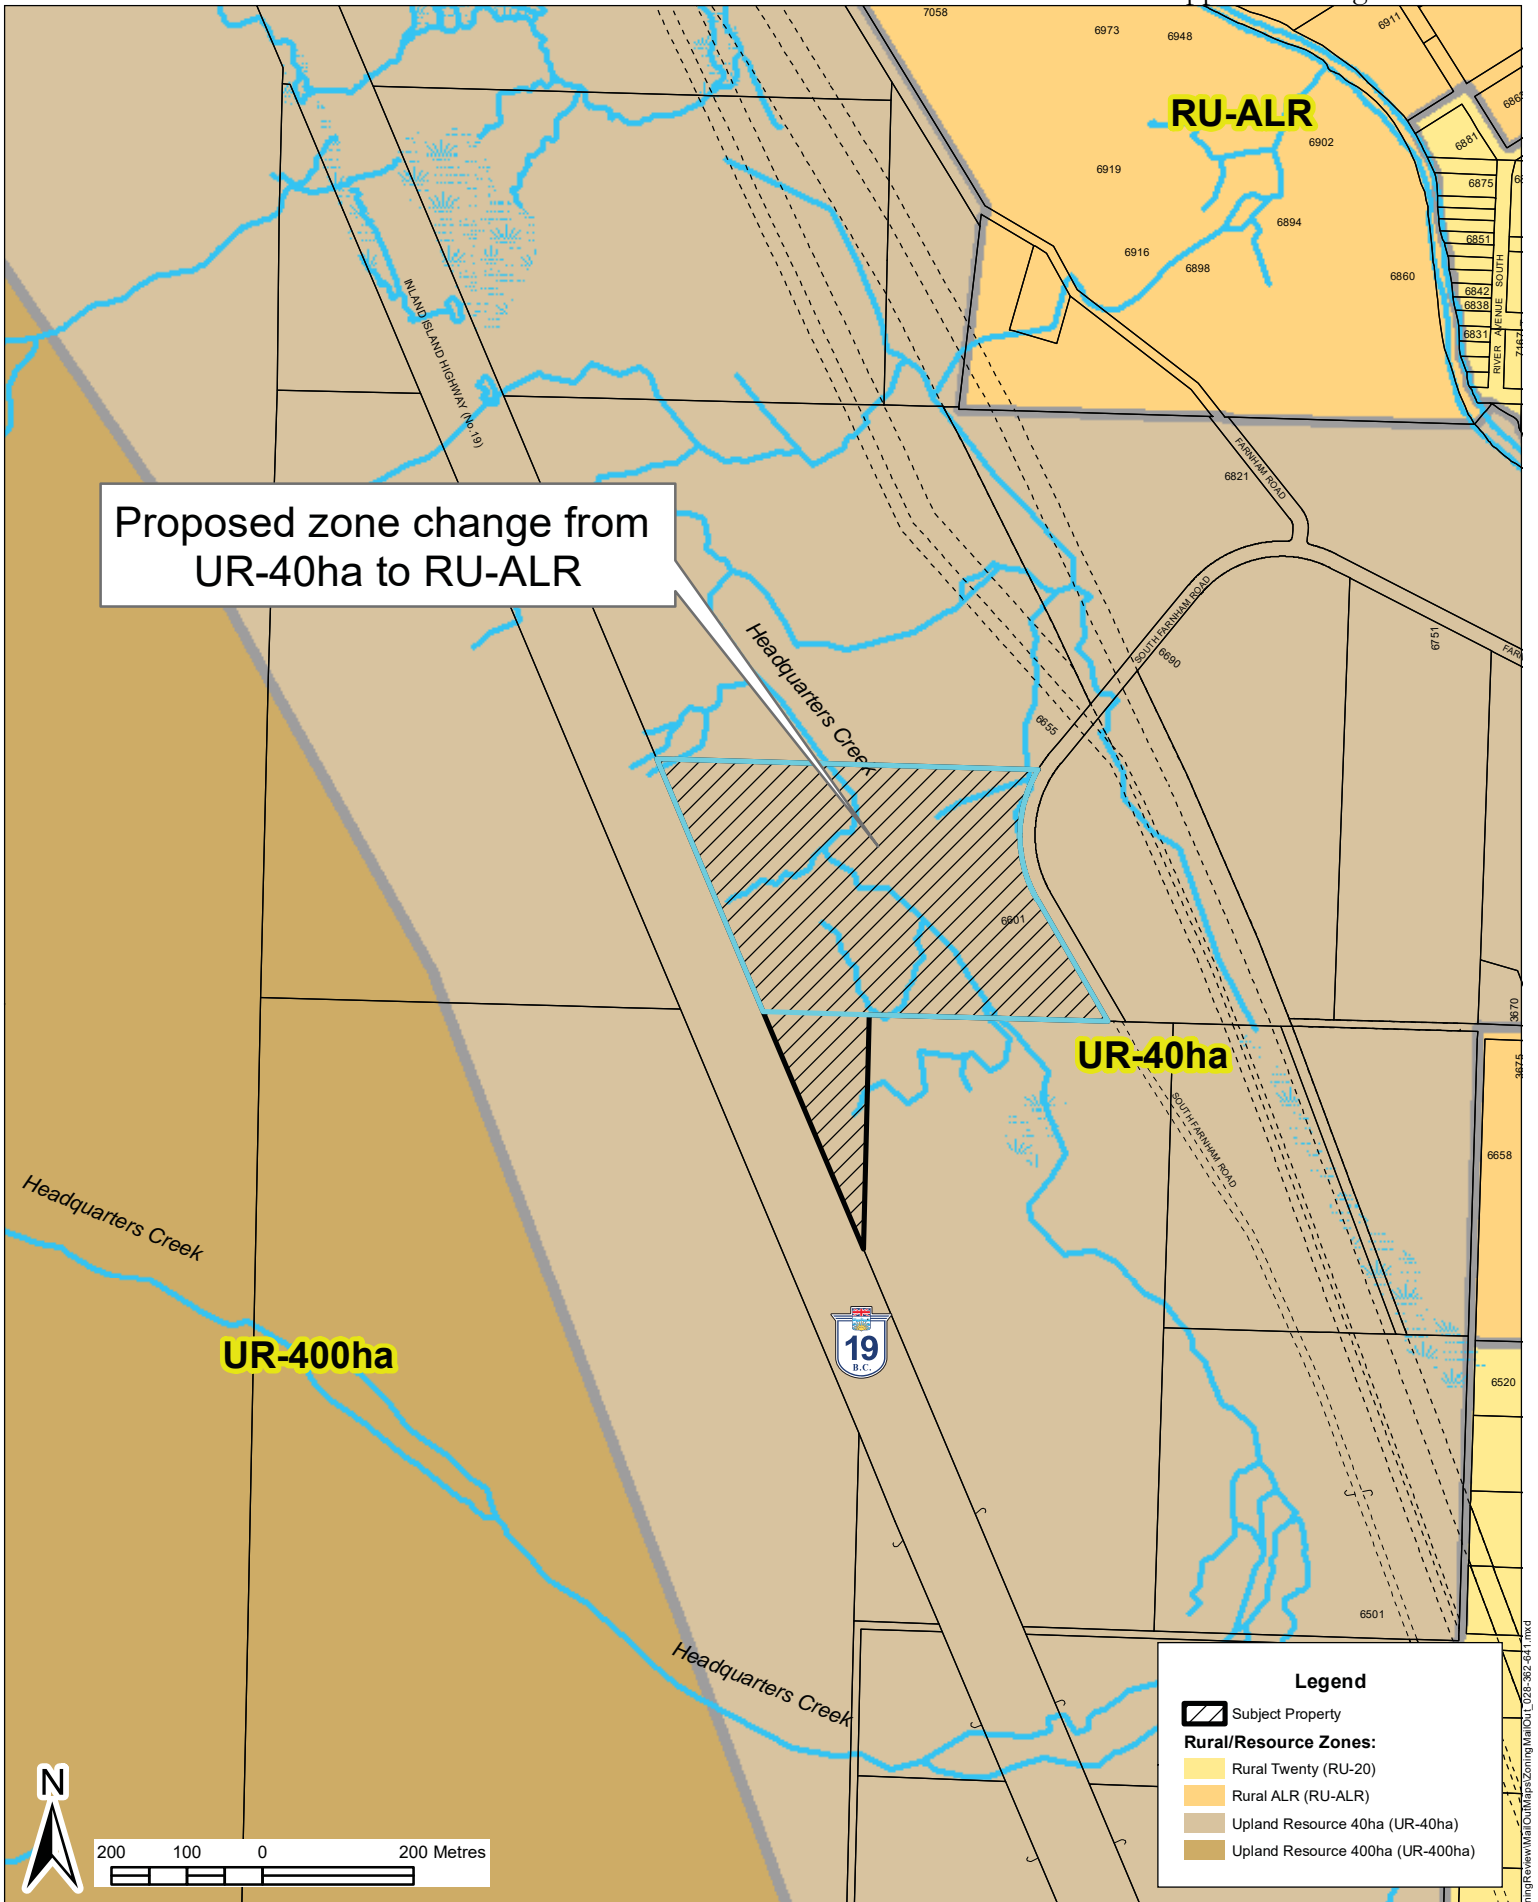 7058
6973
6948
6911
RU-ALR
6902
6881
6919
6875
6894
6851
6916
6898
6860
SOUTH
6842
6838
RIVER AVENUE
6831
7167
INLAND ISLAND HIGHWAY (No.19)
FARNHAM ROAD
6821
Proposed zone change from
UR-40ha to RU-ALR
SOUTH FARNHAM ROAD
6690
6751
Headquarters Creek
6655
6601
3670
UR-40ha
3675
SOUTH FARNHAM ROAD
6658
Headquarters Creek
19
B.C.
UR-400ha
6520
6501
Headquarters Creek
Legend
Subject Property
Rural/Resource Zones:
Rural Twenty (RU-20)
Rural ALR (RU-ALR)
Upland Resource 40ha (UR-40ha)
Upland Resource 400ha (UR-400ha)
N
200 100 0 200 Metres